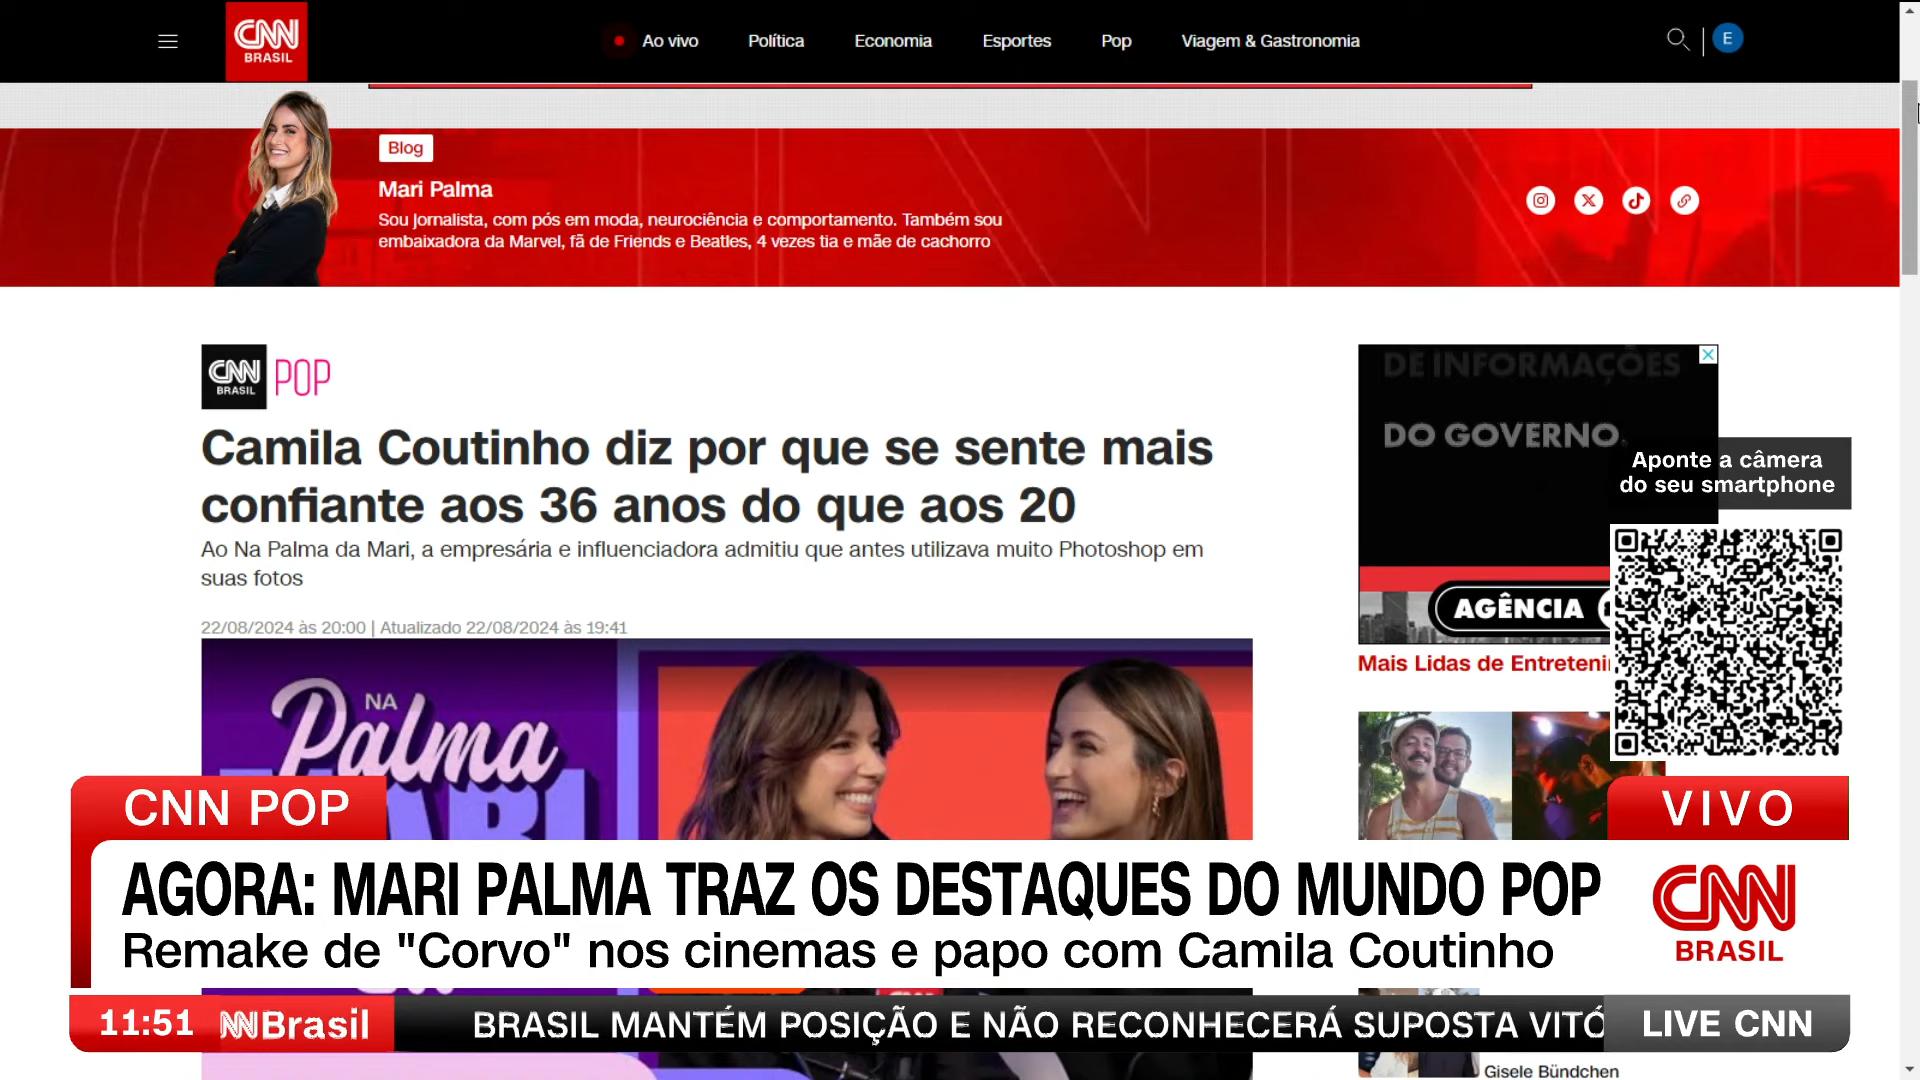 CNN
BRASIL
Ao vivo
Política
Economia
Esportes
Pop
Viagem & Gastronomia
E
Blog
Mari Palma
Sou jornalista, com pós em moda, neurociência e comportamento. Também sou
embaixadora da Marvel, fã de Friends e Beatles, 4 vezes tia e mãe de cachorro
CNN
BRASIL
POP
Camila Coutinho diz por que se sente mais
confiante aos 36 anos do que aos 20
Ao Na Palma da Mari, a empresária e influenciadora admitiu que antes utilizava muito Photoshop em
suas fotos
22/08/2024 às 20:00 | Atualizado 22/08/2024 às 19:41
DE INFORMAÇÕES
DO GOVERNO.
AGÊNCIA
Aponte a câmera
do seu smartphone
Mais Lidas de
NA
Palma
CNN POP
VIVO
AGORA: MARI PALMA TRAZ OS DESTAQUES DO MUNDO POP
Remake de "Corvo" nos cinemas e papo com Camila Coutinho
CNN
BRASIL
11:51
NNBrasil
BRASIL MANTÉM POSIÇÃO E NÃO RECONHECERÁ SUPOSTA VITÓ
LIVE CNN
Gisele Bündchen